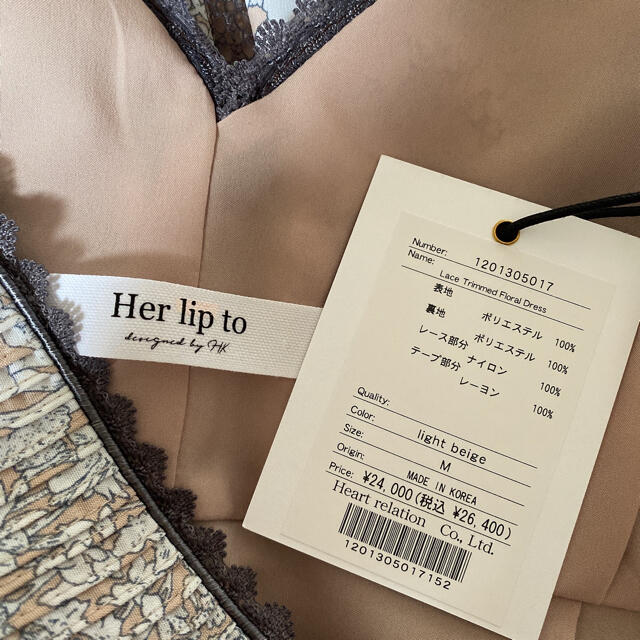 Her lip to
designed by HK
Number: 1201305017
Name: Lace Trimmed Floral Dress
表地 ポリエステル 100%
裏地 ポリエステル 100%
レース部分 ナイロン 100%
テープ部分 レーヨン 100%
Quality:
Color: light beige
Size: M
Origin: MADE IN KOREA
Price: ¥24,000(税込 ¥26,400)
Heart relation Co., Ltd.
1201305017152